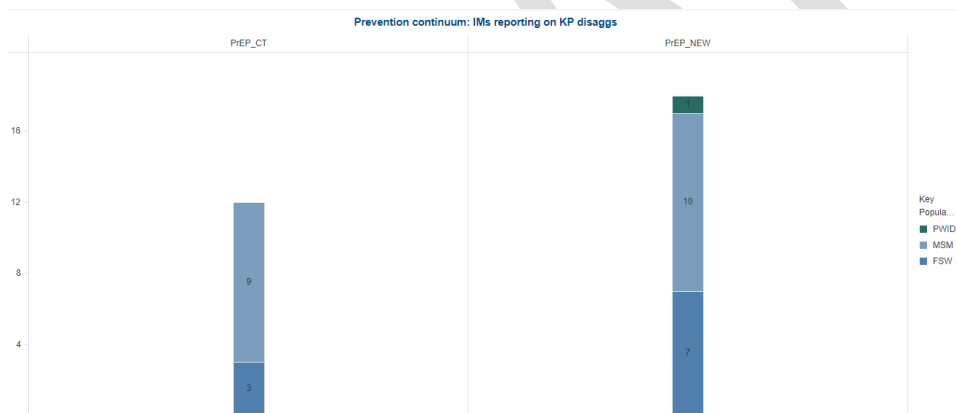 Prevention continuum: IMs reporting on KP disaggs
PrEP_CT
PrEP_NEW
16
12
8
4
9
3
1
10
7
Key
Popula...
PWID
MSM
FSW